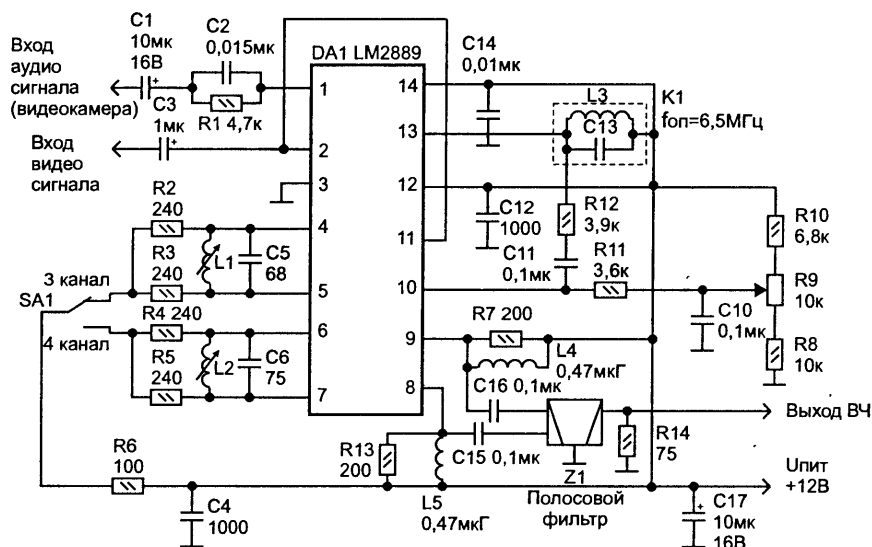 C1
10мк
16В
C2
0,015мк
DA1 LM2889
Вход
аудио
сигнала
(видеокамера)
+
R1 4,7к
C3
1мк
+
Вход
видео
сигнала
1
2
3
4
5
6
7
14
13
12
11
10
9
8
C14
0,01мк
L3
C13
K1
fоп=6,5МГц
R2
240
R3
240
L1
C5
68
3 канал
SA1
4 канал
R4 240
R5
240
L2
C6
75
C12
1000
R12
3,9к
C11
0,1мк
R11
3,6к
R10
6,8к
R9
10к
C10
0,1мк
R8
10к
R7 200
L4
0,47мкГ
C16 0,1мк
Выход ВЧ
R13
200
C15 0,1мк
Z1
Полосовой
фильтр
R14
75
R6
100
C4
1000
L5
0,47мкГ
Uпит
+12В
+
C17
10мк
16В